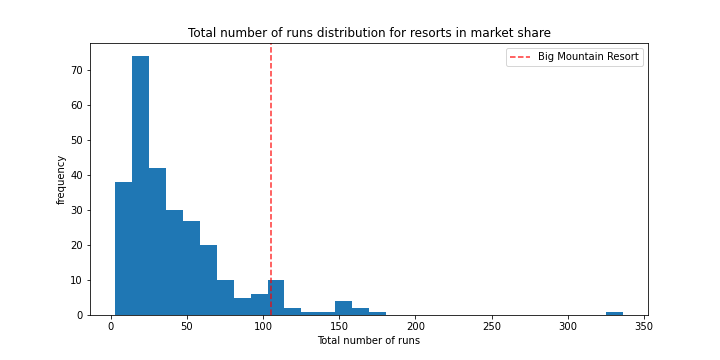 Total number of runs distribution for resorts in market share
Big Mountain Resort
frequency
70
60
50
40
30
20
10
0
0 50 100 150 200 250 300 350
Total number of runs